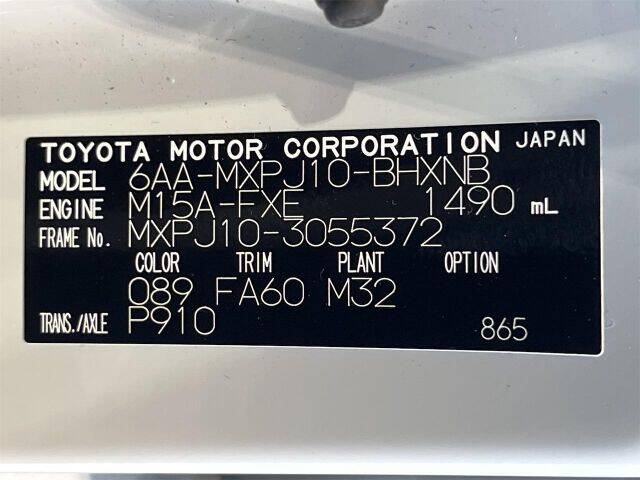 TOYOTA MOTOR CORPORATION JAPAN
MODEL 6AA-MXPJ10-BHXNB
ENGINE M15A-FXE 1490 mL
FRAME No. MXPJ10-3055372
COLOR TRIM PLANT OPTION
089 FA60 M32
TRANS./AXLE P910 865